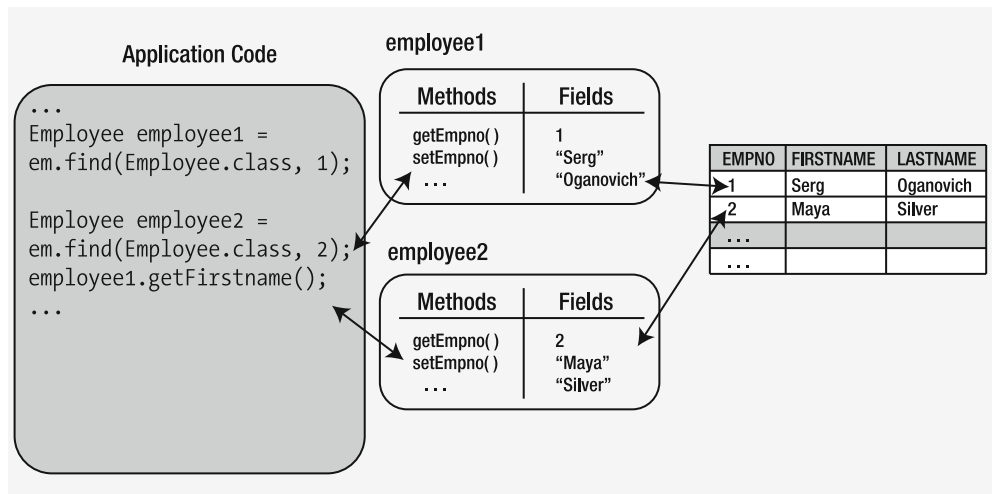 Application Code
...
Employee employee1 =
em.find(Employee.class, 1);
Employee employee2 =
em.find(Employee.class, 2);
employee1.getFirstname();
...
employee1
Methods Fields
getEmpno( ) 1
setEmpno( ) “Serg”
... “Oganovich”
employee2
Methods Fields
getEmpno( ) 2
setEmpno( ) “Maya”
... “Silver”
EMPNO FIRSTNAME LASTNAME
1 Serg Oganovich
2 Maya Silver
...
...